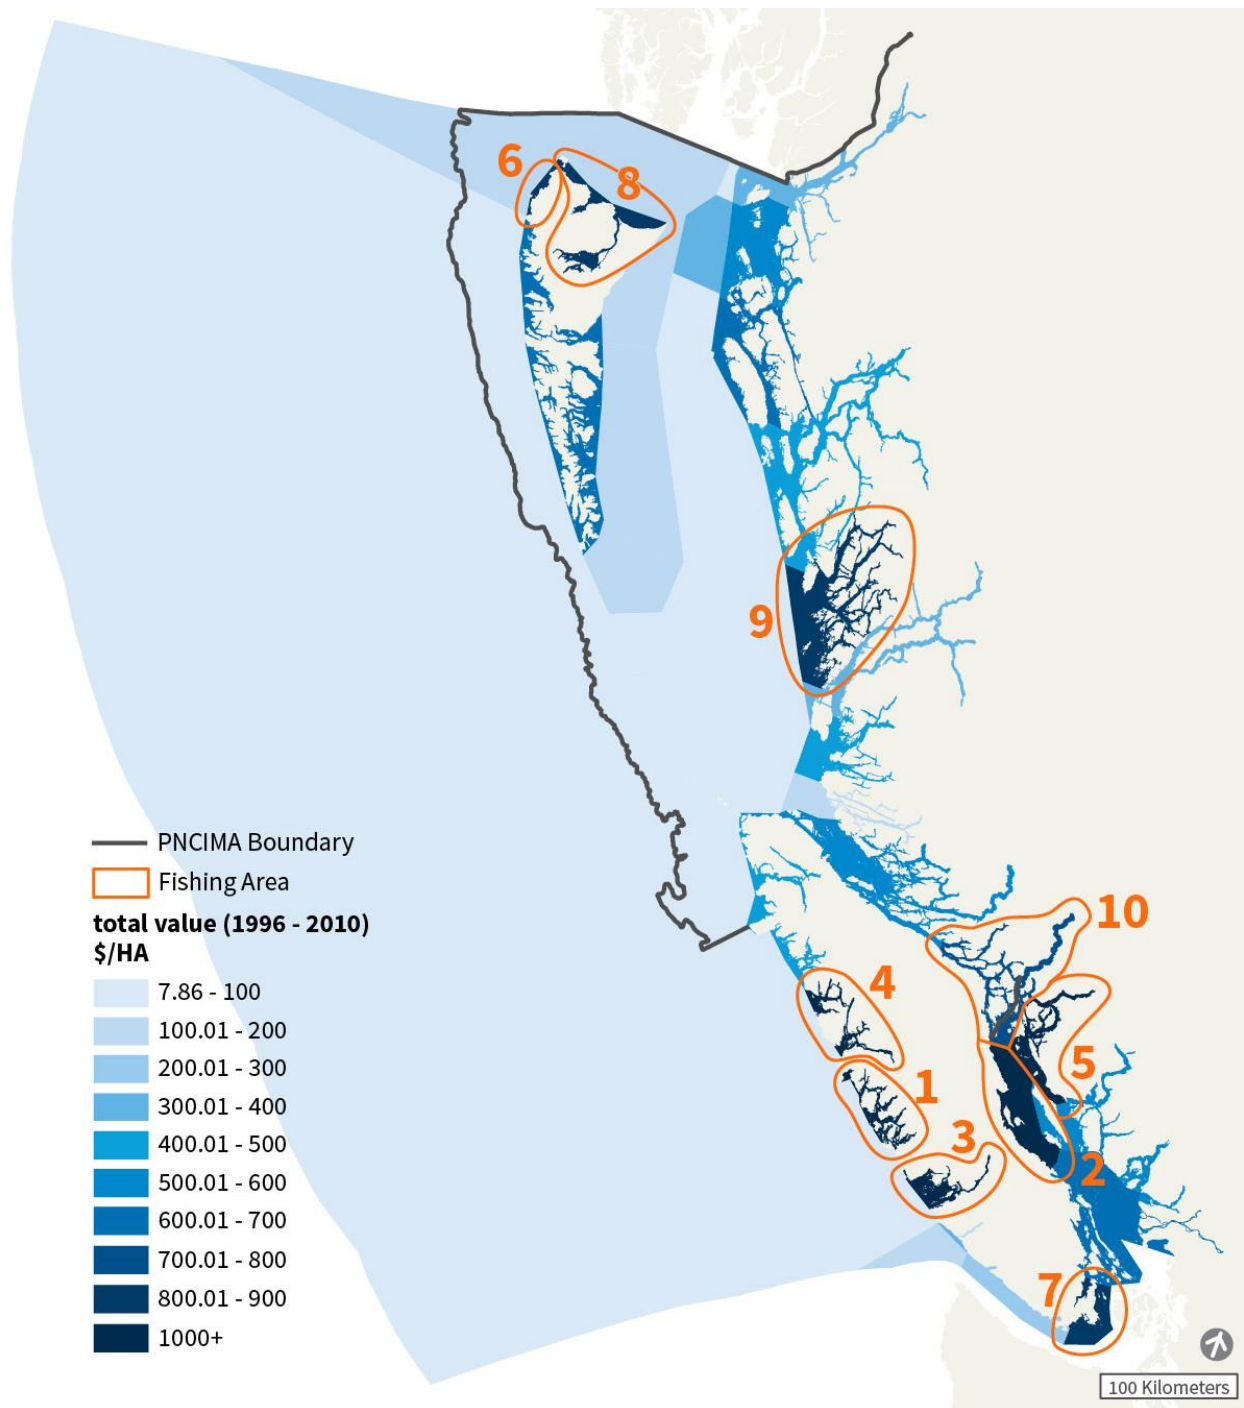 6
8
9
10
4
5
1
3
2
7
PNCIMA Boundary
Fishing Area
total value (1996 - 2010)
$/HA
7.86 - 100
100.01 - 200
200.01 - 300
300.01 - 400
400.01 - 500
500.01 - 600
600.01 - 700
700.01 - 800
800.01 - 900
1000+
100 Kilometers